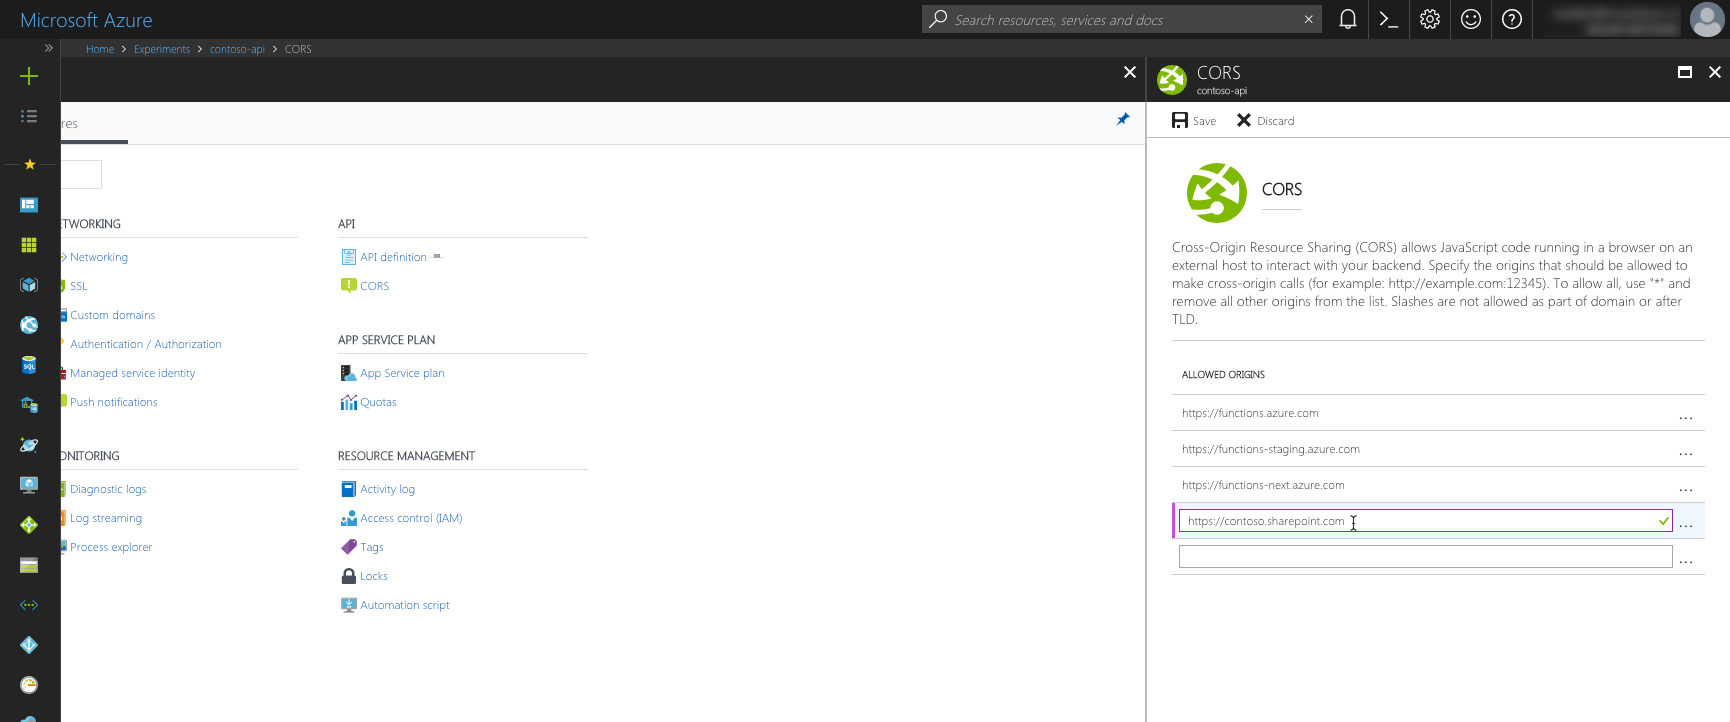 Microsoft Azure
Search resources, services and docs
Home > Experiments > contoso-api > CORS
res
TWORKING
Networking
SSL
Custom domains
Authentication / Authorization
Managed service identity
Push notifications
ONITORING
Diagnostic logs
Log streaming
Process explorer
API
API definition
CORS
APP SERVICE PLAN
App Service plan
Quotas
RESOURCE MANAGEMENT
Activity log
Access control (IAM)
Tags
Locks
Automation script
CORS
contoso-api
Save
Discard
CORS
Cross-Origin Resource Sharing (CORS) allows JavaScript code running in a browser on an
external host to interact with your backend. Specify the origins that should be allowed to
make cross-origin calls (for example: http://example.com:12345). To allow all, use "*" and
remove all other origins from the list. Slashes are not allowed as part of domain or after
TLD.
ALLOWED ORIGINS
https://functions.azure.com
...
https://functions-staging.azure.com
...
https://functions-next.azure.com
...
https://contoso.sharepoint.com
...
...